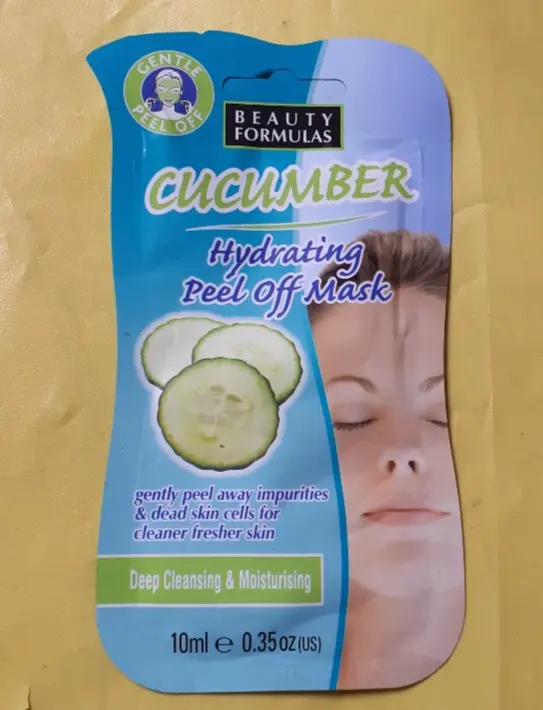 GENTLE
PEEL OFF
BEAUTY
FORMULAS
CUCUMBER
Hydrating
Peel Off Mask
gently peel away impurities
& dead skin cells for
cleaner fresher skin
Deep Cleansing & Moisturising
10ml ℮ 0.35 oz (US)